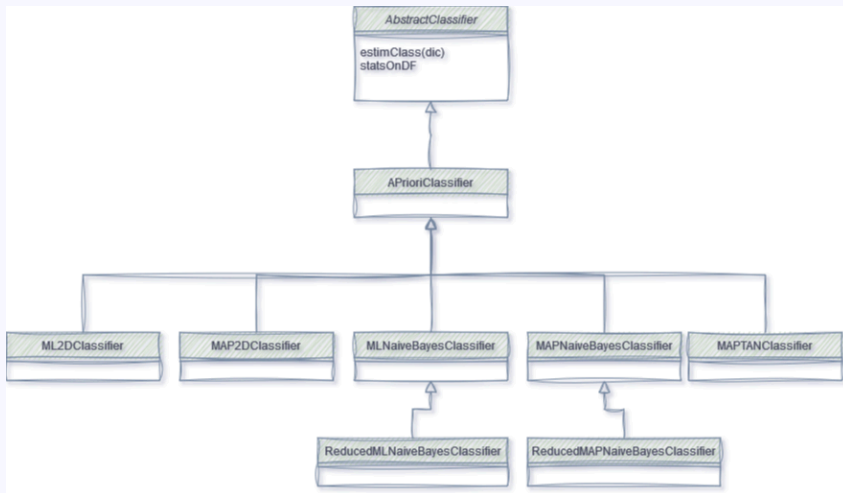 AbstractClassifier
estimClass(dic)
statsOnDF
APrioriClassifier
ML2DClassifier
MAP2DClassifier
MLNaiveBayesClassifier
MAPNaiveBayesClassifier
MAPTANClassifier
ReducedMLNaiveBayesClassifier
ReducedMAPNaiveBayesClassifier